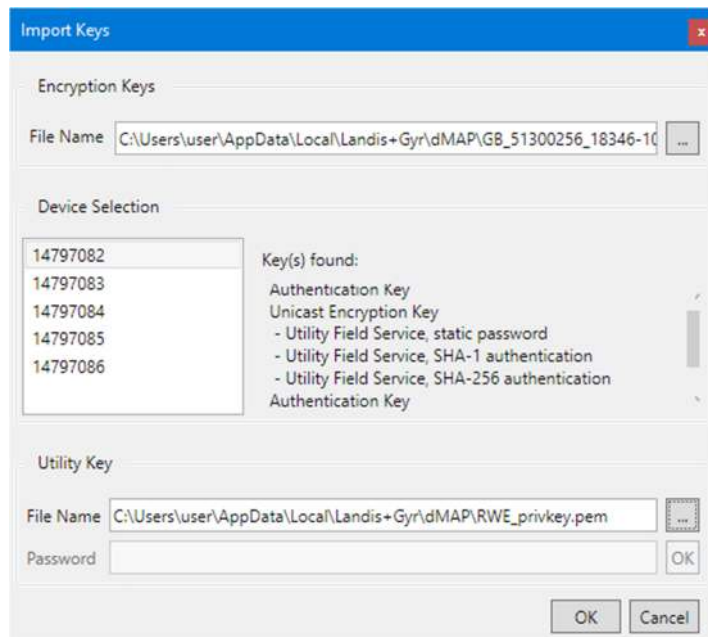 Import Keys
x
Encryption Keys
File Name C:\Users\user\AppData\Local\Landis+Gyr\dMAP\GB_51300256_18346-10 ...
Device Selection
14797082
14797083
14797084
14797085
14797086
Key(s) found:
Authentication Key
Unicast Encryption Key
- Utility Field Service, static password
- Utility Field Service, SHA-1 authentication
- Utility Field Service, SHA-256 authentication
Authentication Key
Utility Key
File Name C:\Users\user\AppData\Local\Landis+Gyr\dMAP\RWE_privkey.pem ...
Password OK
OK Cancel